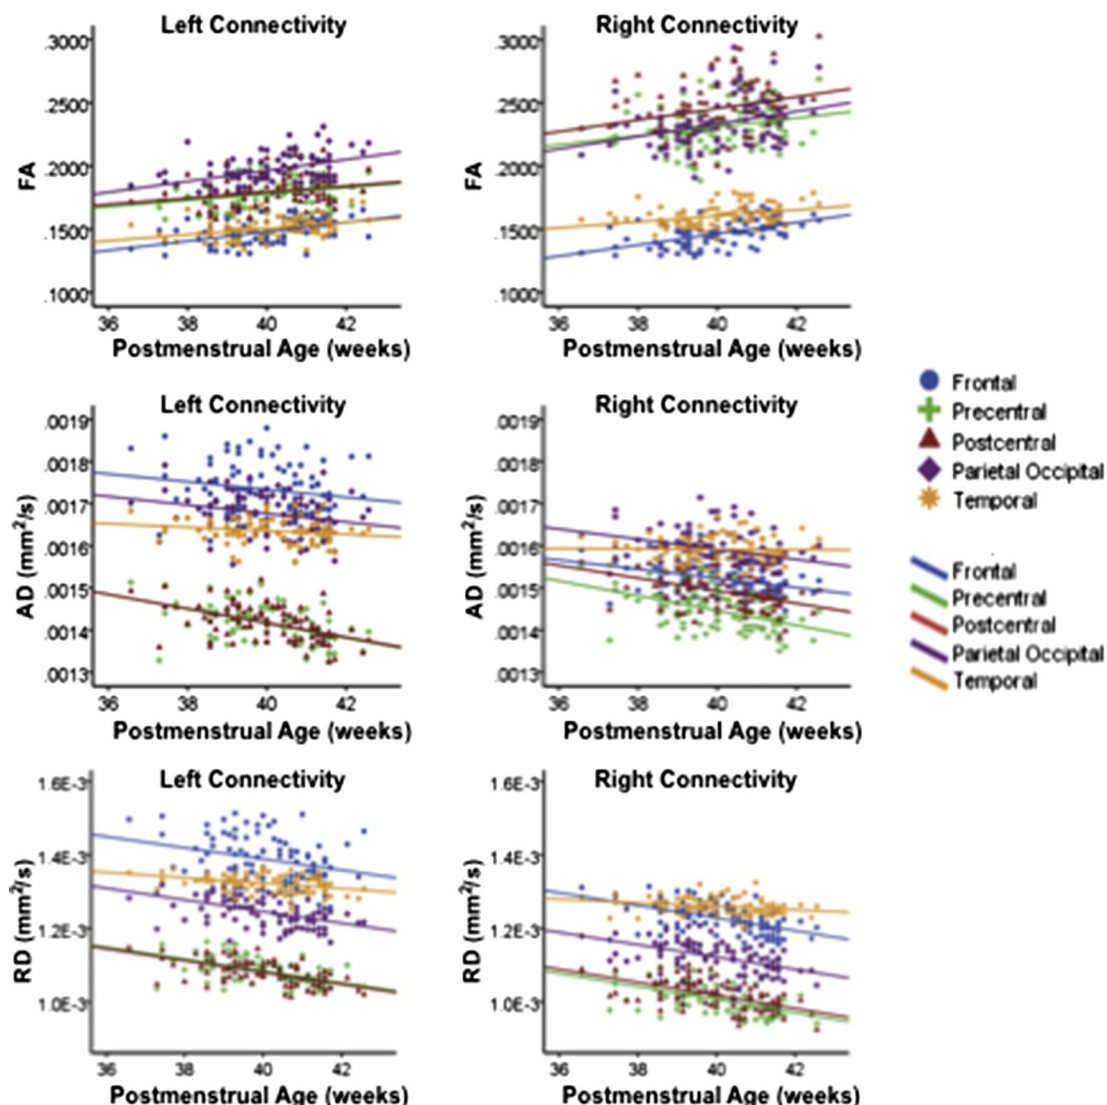 Left Connectivity
Right Connectivity
FA
.3000
.2500
.2000
.1500
.1000
36 38 40 42
Postmenstrual Age (weeks)
FA
.3000
.2500
.2000
.1500
.1000
36 38 40 42
Postmenstrual Age (weeks)
Left Connectivity
Right Connectivity
AD (mm²/s)
.0019
.0018
.0017
.0016
.0015
.0014
.0013
36 38 40 42
Postmenstrual Age (weeks)
AD (mm²/s)
.0019
.0018
.0017
.0016
.0015
.0014
.0013
36 38 40 42
Postmenstrual Age (weeks)
Frontal
Precentral
Postcentral
Parietal Occipital
Temporal
Frontal
Precentral
Postcentral
Parietal Occipital
Temporal
Left Connectivity
Right Connectivity
RD (mm²/s)
1.6E-3
1.4E-3
1.2E-3
1.0E-3
36 38 40 42
Postmenstrual Age (weeks)
RD (mm²/s)
1.6E-3
1.4E-3
1.2E-3
1.0E-3
36 38 40 42
Postmenstrual Age (weeks)